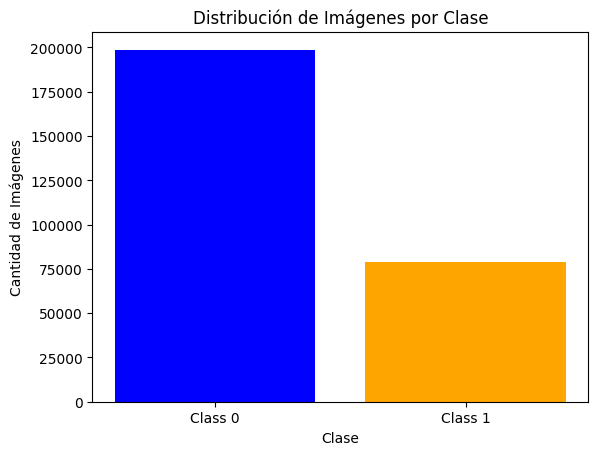 Distribución de Imágenes por Clase
Cantidad de Imágenes
200000
175000
150000
125000
100000
75000
50000
25000
0
Class 0
Class 1
Clase